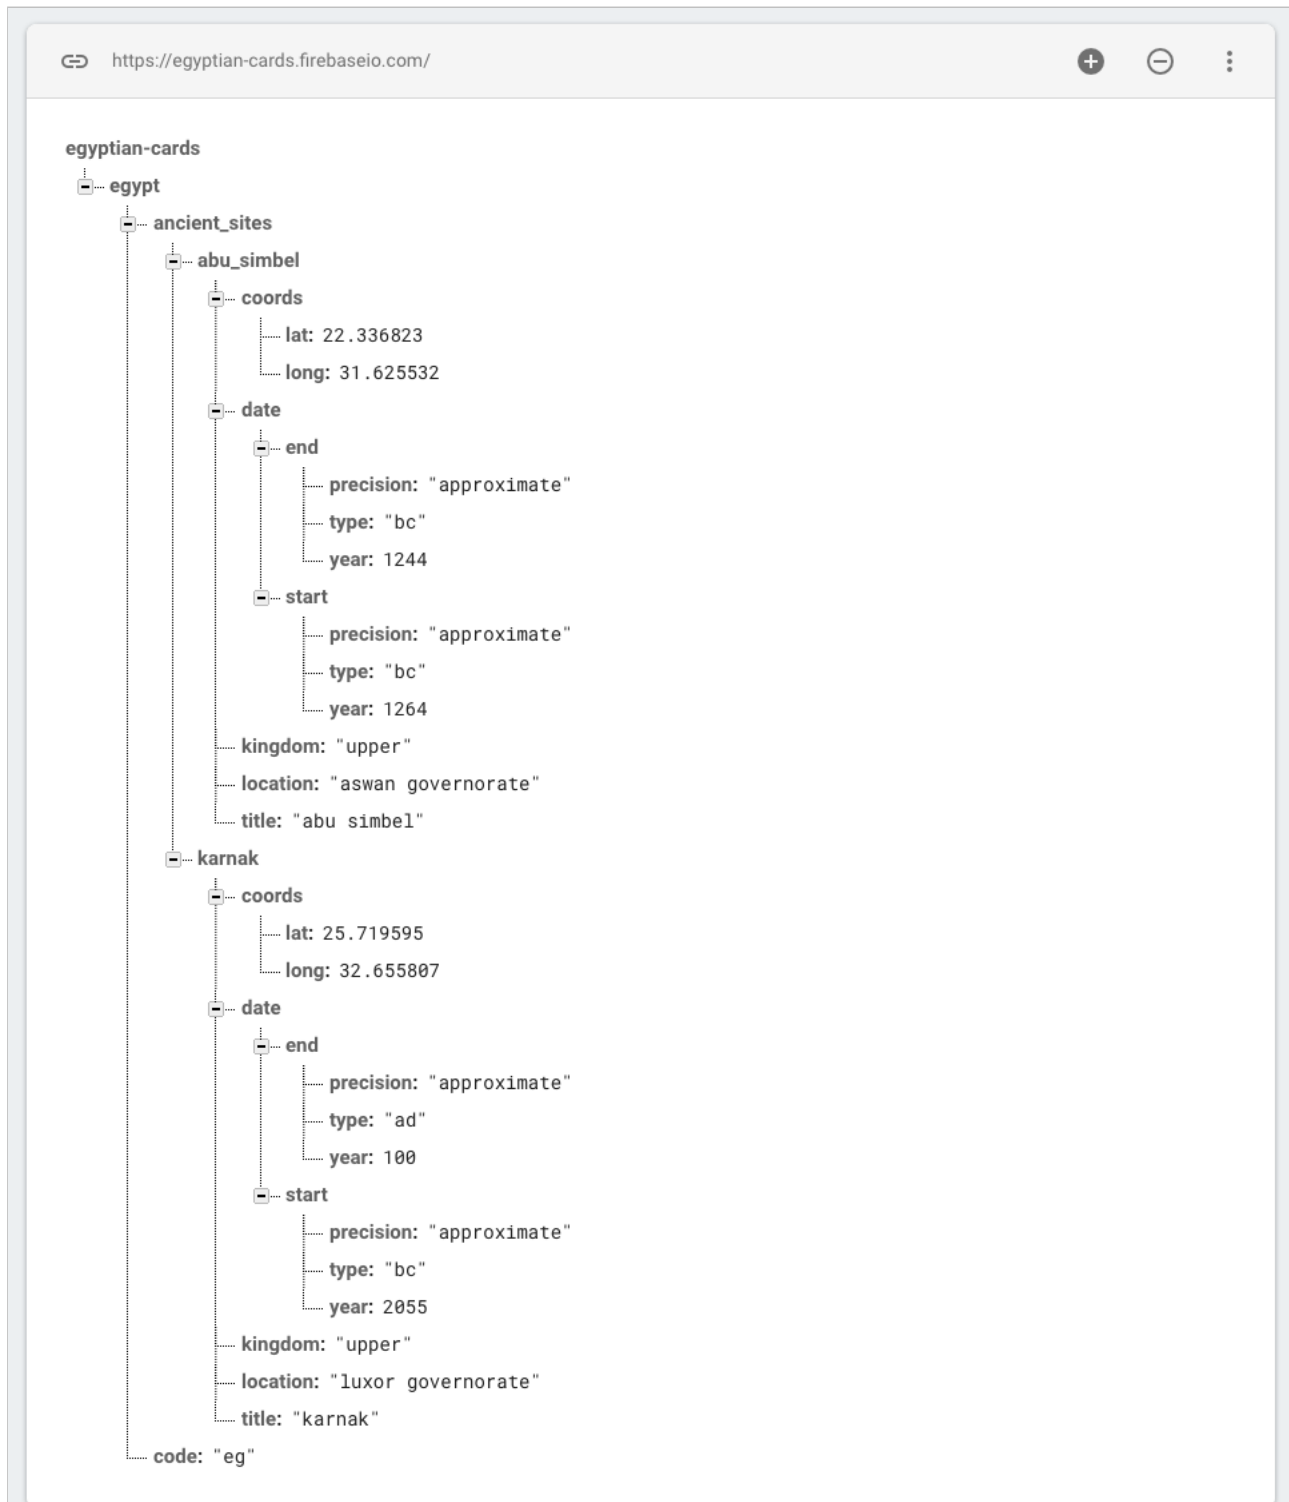 https://egyptian-cards.firebaseio.com/
egyptian-cards
egypt
ancient_sites
abu_simbel
coords
lat: 22.336823
long: 31.625532
date
end
precision: "approximate"
type: "bc"
year: 1244
start
precision: "approximate"
type: "bc"
year: 1264
kingdom: "upper"
location: "aswan governorate"
title: "abu simbel"
karnak
coords
lat: 25.719595
long: 32.655807
date
end
precision: "approximate"
type: "ad"
year: 100
start
precision: "approximate"
type: "bc"
year: 2055
kingdom: "upper"
location: "luxor governorate"
title: "karnak"
code: "eg"